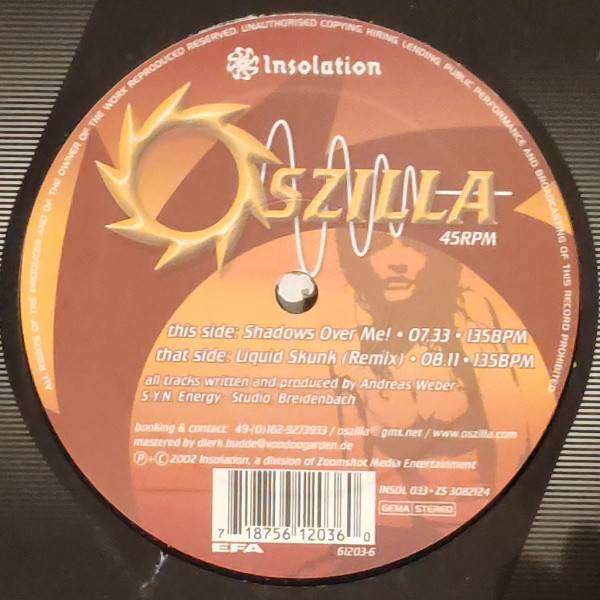 ALL RIGHTS OF THE PRODUCER AND OF THE OWNER OF THE WORK REPRODUCED RESERVED. UNAUTHORISED COPYING, HIRING, LENDING, PUBLIC PERFORMANCE AND BROADCASTING OF THIS RECORD PROHIBITED
Insolation
OSZILLA
45RPM
this side: Shadows Over Me! • 07.33 • 135BPM
that side: Liquid Skunk (Remix) • 08.11 • 135BPM
all tracks written and produced by Andreas Weber
S.Y.N. Energy Studio Breidenbach
booking & contact: 49-(0)162-9273933 / oszilla@gmx.net / www.oszilla.com
mastered by dierk.budde@voodoogarden.de
Ⓟ+Ⓒ 2002 Insolation, a division of Zoomshot Media Entertainment
INSOL 033 • ZS 3082124
GEMA STEREO
7 18756 12036 0
EFA 61203-6